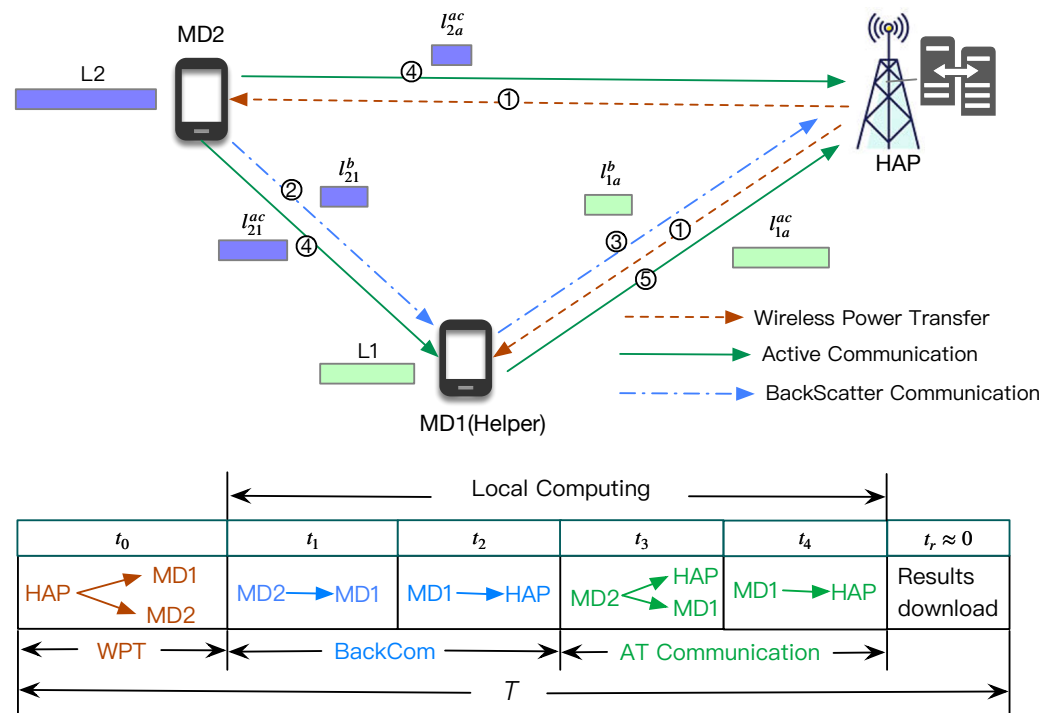 l_{2a}^{ac}
MD2
④
L2
①
HAP
l_{21}^{b}
②
l_{1a}^{b}
l_{21}^{ac}
④
③
①
l_{1a}^{ac}
⑤
Wireless Power Transfer
L1
Active Communication
BackScatter Communication
MD1(Helper)
Local Computing
t_0 t_1 t_2 t_3 t_4 t_r ≈ 0
HAP MD1 MD2
MD2 MD1
MD1 HAP
MD2 HAP MD1
MD1 HAP
Results
download
WPT BackCom AT Communication
T